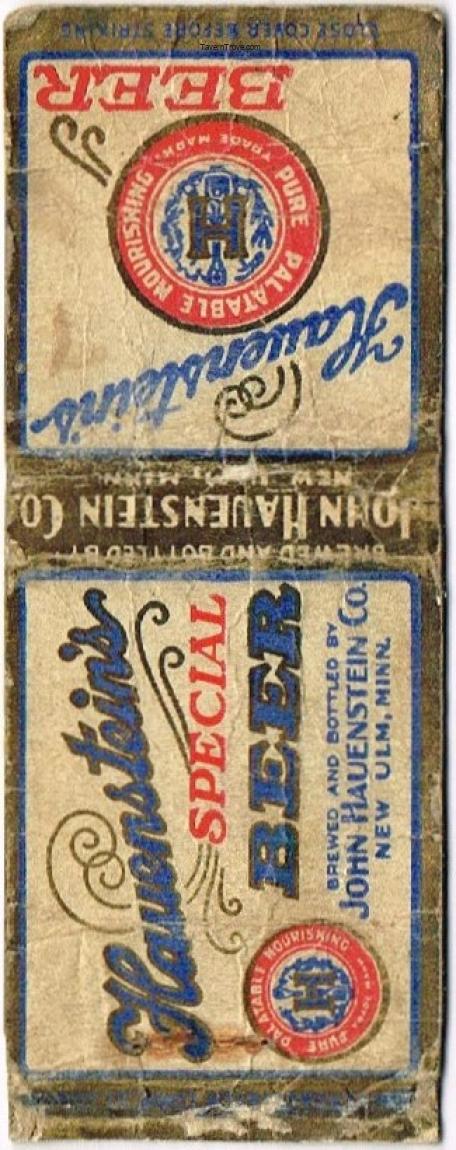 CLOSE COVER BEFORE STRIKING
TavernTrove.com
Hauenstein's
PURE PALATABLE NOURISHING
TRADE MARK
H
BEER
BREWED AND BOTTLED BY
JOHN HAUENSTEIN CO.
NEW ULM, MINN.
Hauenstein's
SPECIAL
BEER
BREWED AND BOTTLED BY
JOHN HAUENSTEIN CO.
NEW ULM, MINN.
PURE PALATABLE NOURISHING
H